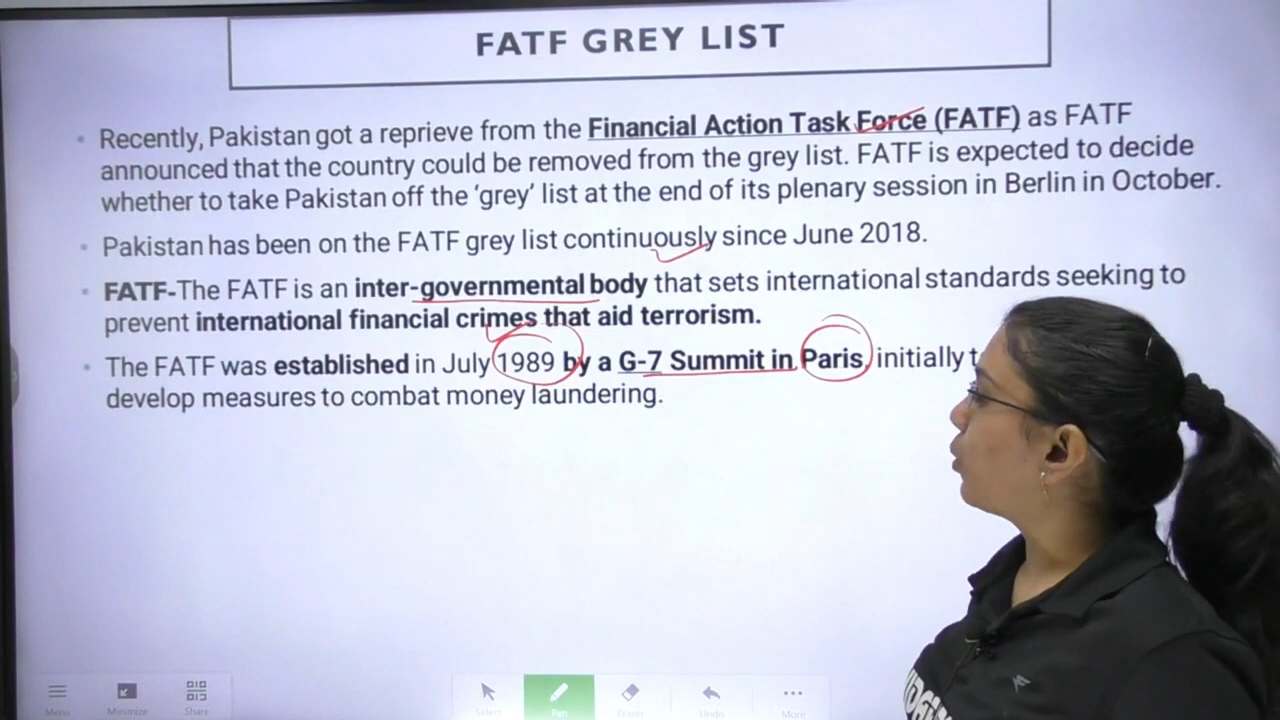 FATF GREY LIST
• Recently, Pakistan got a reprieve from the Financial Action Task Force (FATF) as FATF
announced that the country could be removed from the grey list. FATF is expected to decide
whether to take Pakistan off the ‘grey’ list at the end of its plenary session in Berlin in October.
• Pakistan has been on the FATF grey list continuously since June 2018.
• FATF-The FATF is an inter-governmental body that sets international standards seeking to
prevent international financial crimes that aid terrorism.
• The FATF was established in July 1989 by a G-7 Summit in Paris, initially
develop measures to combat money laundering.
Menu Minimize Share Select Pen Eraser Undo More